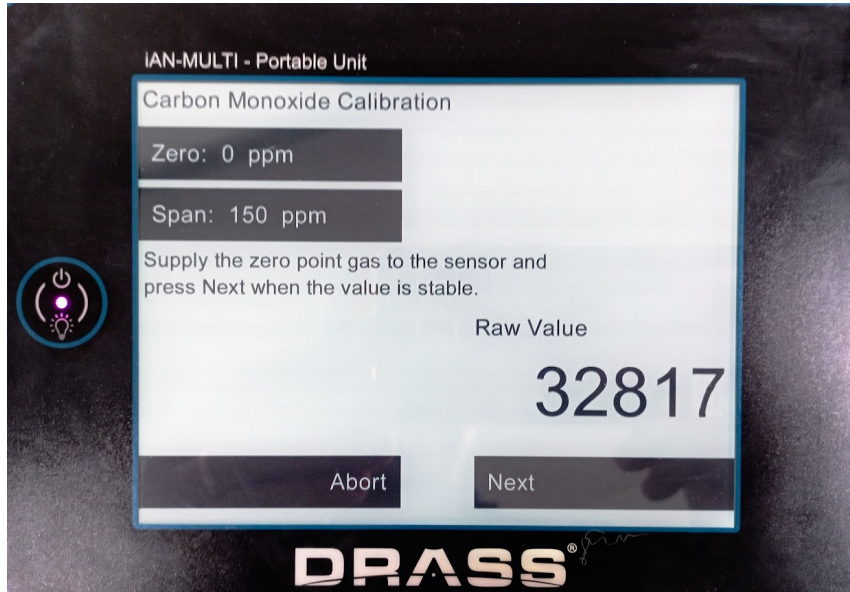 iAN-MULTI - Portable Unit
Carbon Monoxide Calibration
Zero: 0 ppm
Span: 150 ppm
Supply the zero point gas to the sensor and
press Next when the value is stable.
Raw Value
32817
Abort
Next
DRASS®